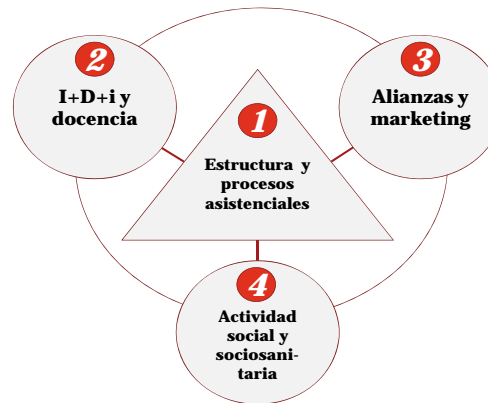 2
I+D+i y
docencia
3
Alianzas y
marketing
1
Estructura y
procesos
asistenciales
4
Actividad
social y
sociosani-
taria